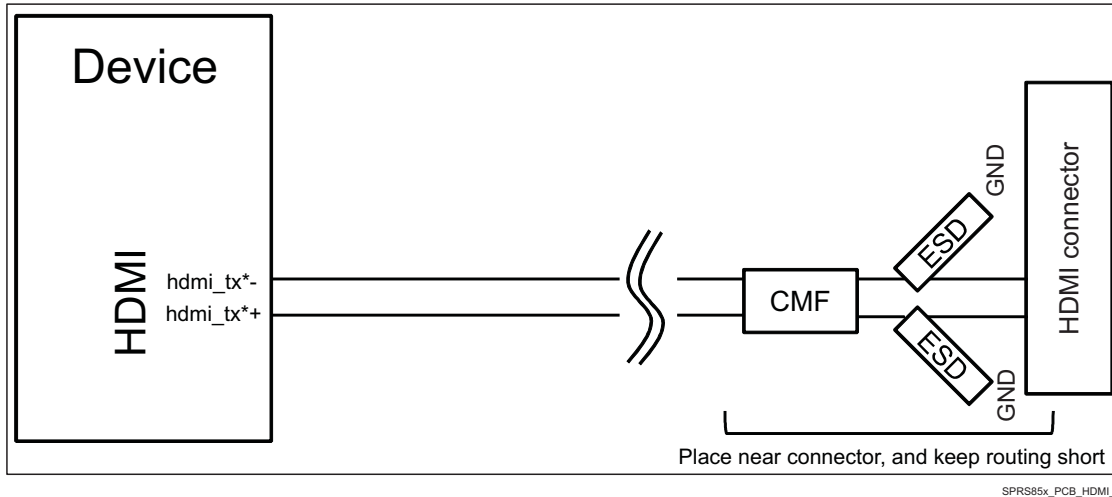 Device
HDMI
hdmi_tx*-
hdmi_tx*+
CMF
ESD
GND
ESD
GND
HDMI connector
Place near connector, and keep routing short
SPRS85x_PCB_HDMI_